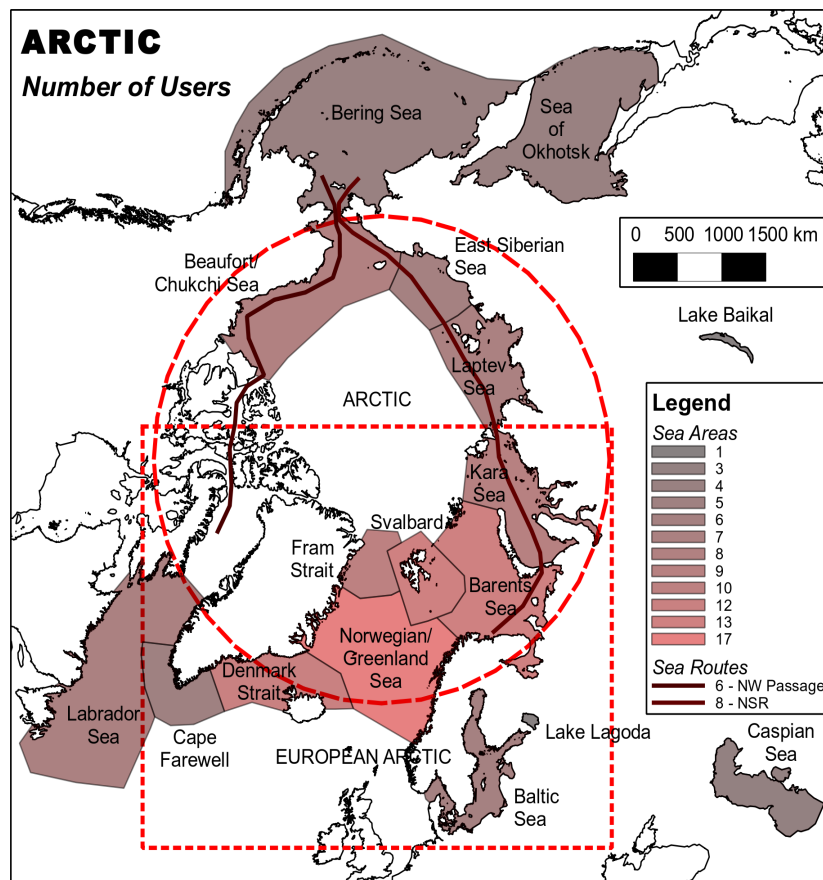 ARCTIC
Number of Users
Bering Sea
Sea
of
Okhotsk
0 500 1000 1500 km
East Siberian
Sea
Beaufort/
Chukchi Sea
Lake Baikal
Laptev
Sea
ARCTIC
Legend
Sea Areas
1
3
4
5
6
7
8
9
10
12
13
17
Sea Routes
6 - NW Passage
8 - NSR
Kara
Sea
Svalbard
Fram
Strait
Barents
Sea
Norwegian/
Greenland
Sea
Denmark
Strait
Labrador
Sea
Cape
Farewell
EUROPEAN ARCTIC
Lake Lagoda
Caspian
Sea
Baltic
Sea